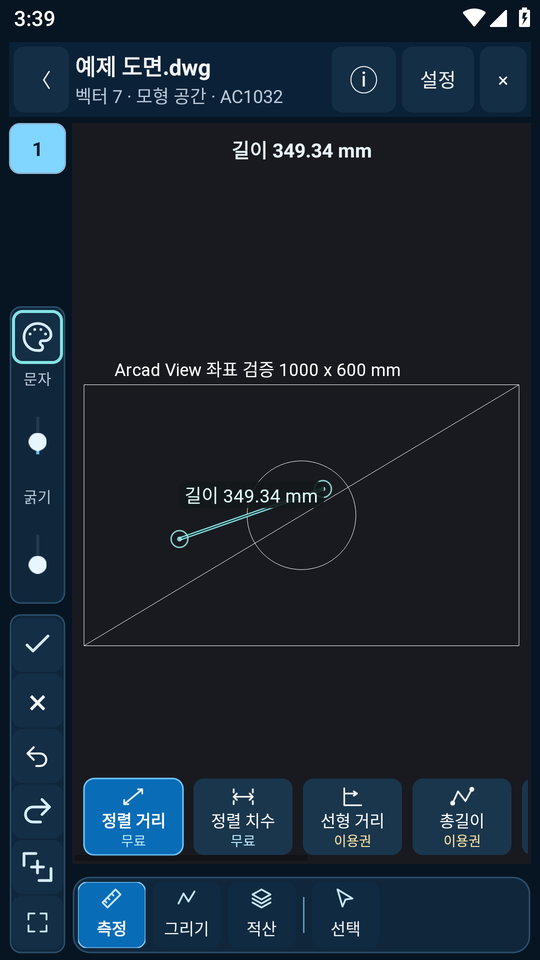 3:39
예제 도면.dwg
벡터 7 · 모형 공간 · AC1032
설정
1
길이 349.34 mm
문자
굵기
Arcad View 좌표 검증 1000 x 600 mm
길이 349.34 mm
정렬 거리
무료
정렬 치수
무료
선형 거리
이용권
총길이
이용권
측정
그리기
적산
선택